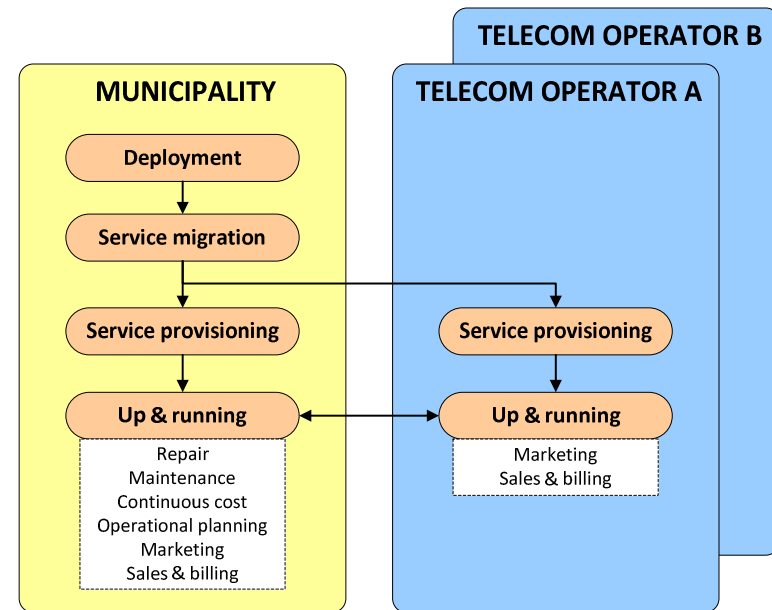 TELECOM OPERATOR B
MUNICIPALITY
TELECOM OPERATOR A
Deployment
Service migration
Service provisioning
Service provisioning
Up & running
Up & running
Repair
Maintenance
Continuous cost
Operational planning
Marketing
Sales & billing
Marketing
Sales & billing